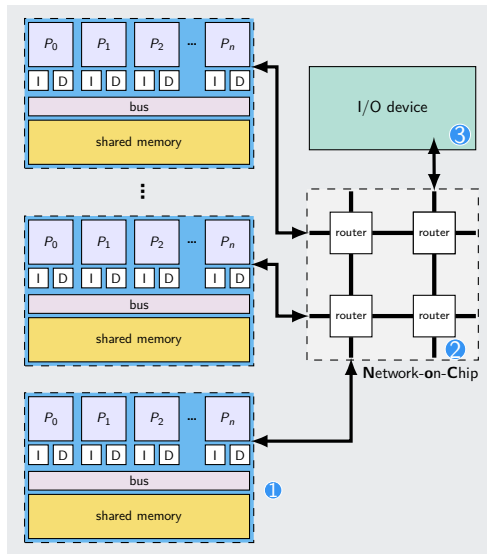 P0 P1 P2 ... Pn
I D I D I D I D
bus
shared memory
I/O device
3
...
P0 P1 P2 ... Pn
I D I D I D I D
bus
shared memory
router router
router router
2
Network-on-Chip
P0 P1 P2 ... Pn
I D I D I D I D
bus
1
shared memory